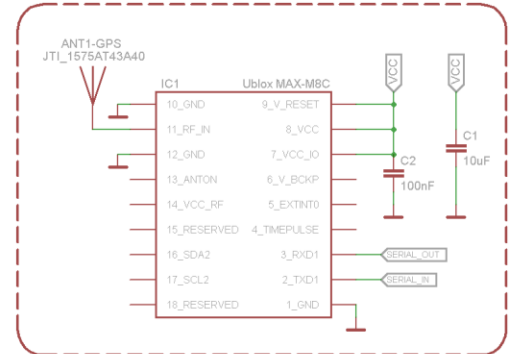 ANT1-GPS
JTI_1575AT43A40
IC1 Ublox MAX-M8C
VCC
VCC
10_GND 9_V_RESET
11_RF_IN 8_VCC
12_GND 7_VCC_IO
13_ANTON 6_V_BCKP
14_VCC_RF 5_EXTINT0
15_RESERVED 4_TIMEPULSE
16_SDA2 3_RXD1
17_SCL2 2_TXD1
18_RESERVED 1_GND
C1
10uF
C2
100nF
SERIAL_OUT
SERIAL_IN